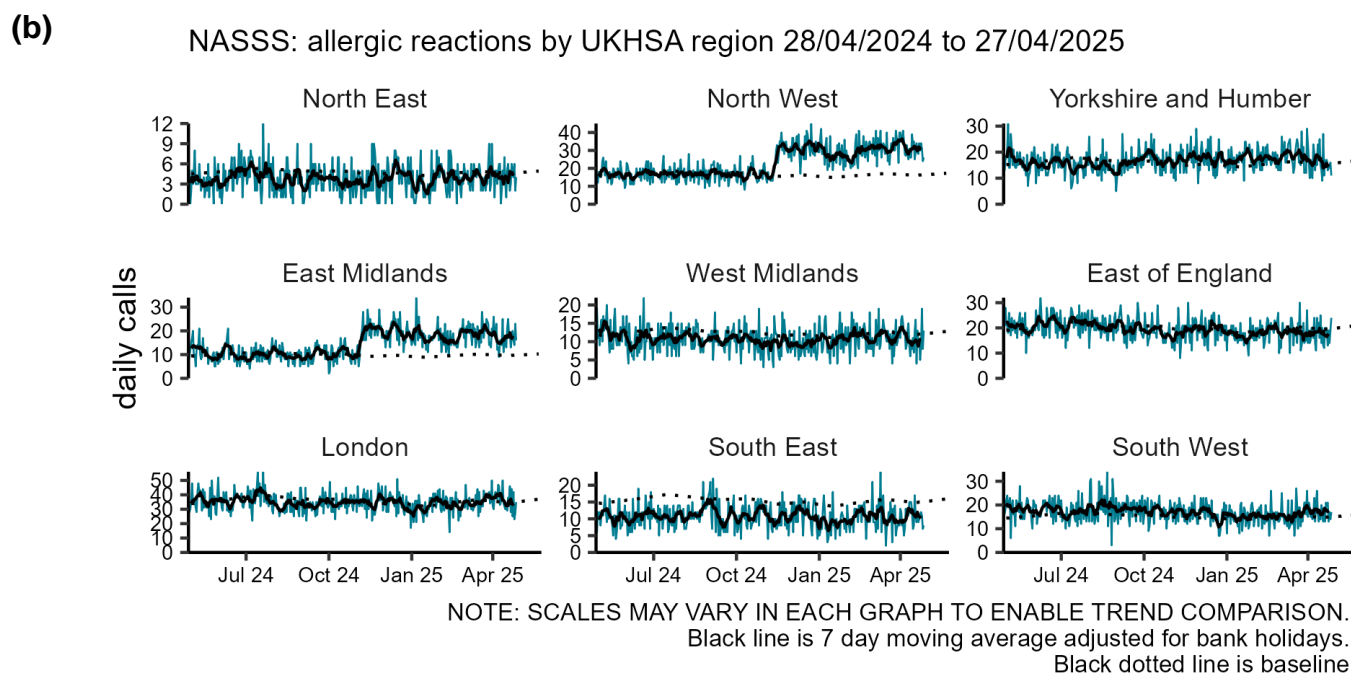 (b)
NASSS: allergic reactions by UKHSA region 28/04/2024 to 27/04/2025
daily calls
North East
12
9
6
3
0
North West
40
30
20
10
0
Yorkshire and Humber
30
20
10
0
East Midlands
30
20
10
0
West Midlands
20
15
10
5
0
East of England
30
20
10
0
London
50
40
30
20
10
0
Jul 24 Oct 24 Jan 25 Apr 25
South East
20
15
10
5
0
Jul 24 Oct 24 Jan 25 Apr 25
South West
30
20
10
0
Jul 24 Oct 24 Jan 25 Apr 25
NOTE: SCALES MAY VARY IN EACH GRAPH TO ENABLE TREND COMPARISON.
Black line is 7 day moving average adjusted for bank holidays.
Black dotted line is baseline